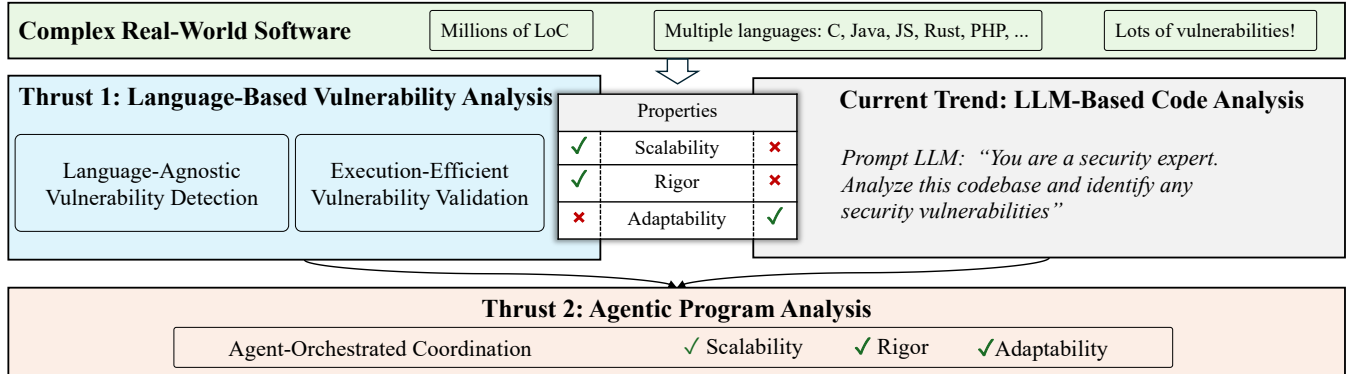 Complex Real-World Software
Millions of LoC
Multiple languages: C, Java, JS, Rust, PHP, ...
Lots of vulnerabilities!
Thrust 1: Language-Based Vulnerability Analysis
Language-Agnostic
Vulnerability Detection
Execution-Efficient
Vulnerability Validation
Properties
✓ Scalability ×
✓ Rigor ×
× Adaptability ✓
Current Trend: LLM-Based Code Analysis
Prompt LLM: “You are a security expert.
Analyze this codebase and identify any
security vulnerabilities”
Thrust 2: Agentic Program Analysis
Agent-Orchestrated Coordination ✓ Scalability ✓ Rigor ✓ Adaptability